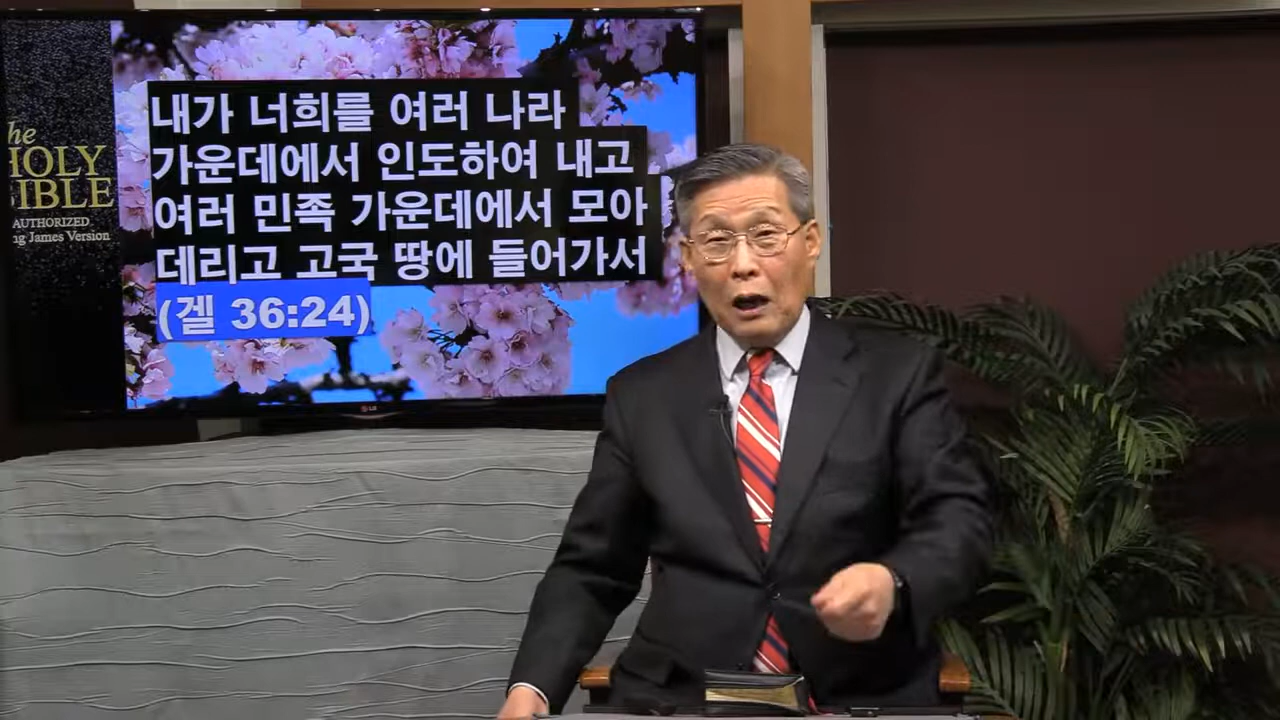 he
HOLY
IBLE
AUTHORIZED
ng James Version
내가 너희를 여러 나라
가운데에서 인도하여 내고
여러 민족 가운데에서 모아
데리고 고국 땅에 들어가서
(겔 36:24)
LG